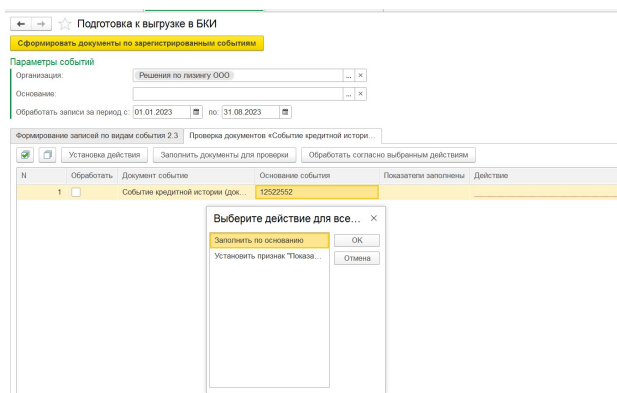 Подготовка к выгрузке в БКИ
Сформировать документы по зарегистрированным событиям
Параметры событий
Организация: Решения по лизингу ООО ... ×
Основание: ... ×
Обработать записи за период с: 01.01.2023 по: 31.08.2023
Формирование записей по видам события 2.3 Проверка документов «Событие кредитной истори...
Установка действия Заполнить документы для проверки Обработать согласно выбранным действиям
N Обработать Документ событие Основание события Показатели заполнены Действие
1 Событие кредитной истории (док... 12522552
Выберите действие для все... ×
Заполнить по основанию OK
Установить признак "Показа... Отмена